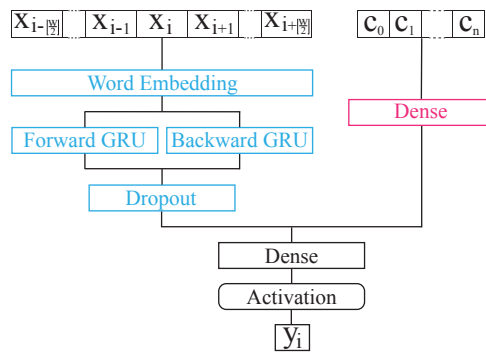 x_{i-⌊W/2⌋} ... x_{i-1} x_i x_{i+1} ... x_{i+⌊W/2⌋} c_0 c_1 ... c_n
Word Embedding
Dense
Forward GRU Backward GRU
Dropout
Dense
Activation
y_i